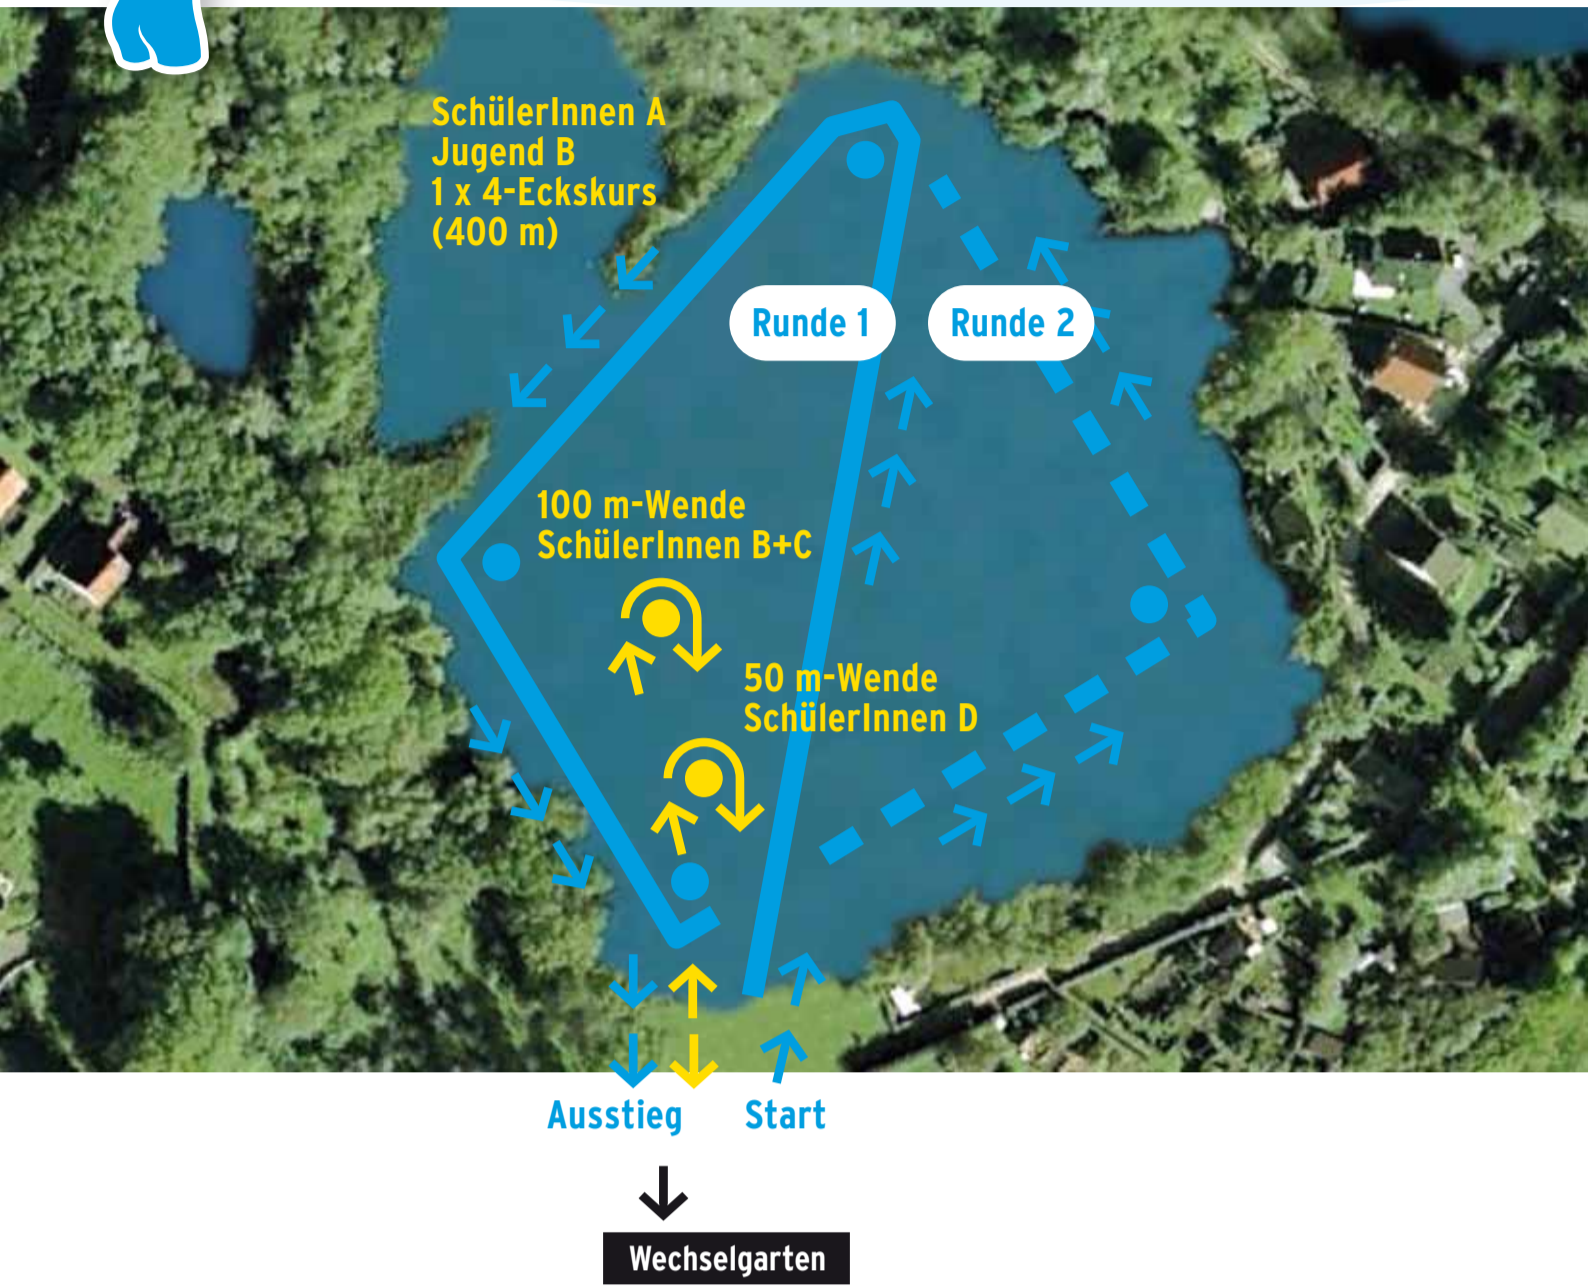 SchülerInnen A
Jugend B
1 x 4-Eckskurs
(400 m)
Runde 1
Runde 2
100 m-Wende
SchülerInnen B+C
50 m-Wende
SchülerInnen D
Ausstieg
Start
Wechselgarten